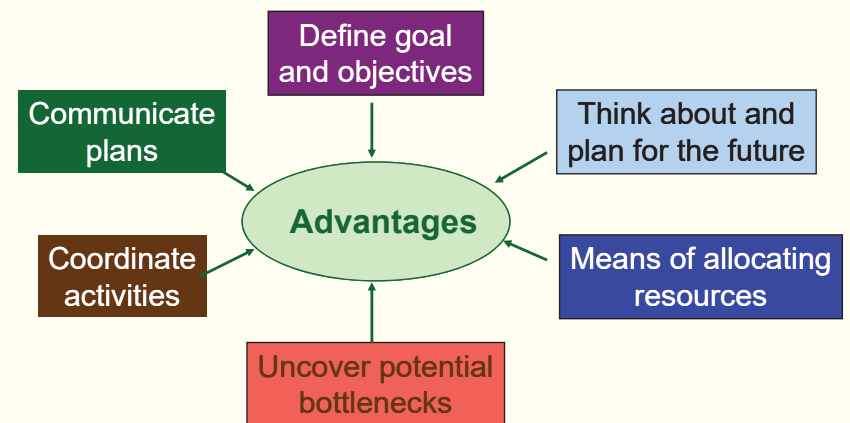 Define goal
and objectives
Communicate
plans
Think about and
plan for the future
Advantages
Coordinate
activities
Means of allocating
resources
Uncover potential
bottlenecks